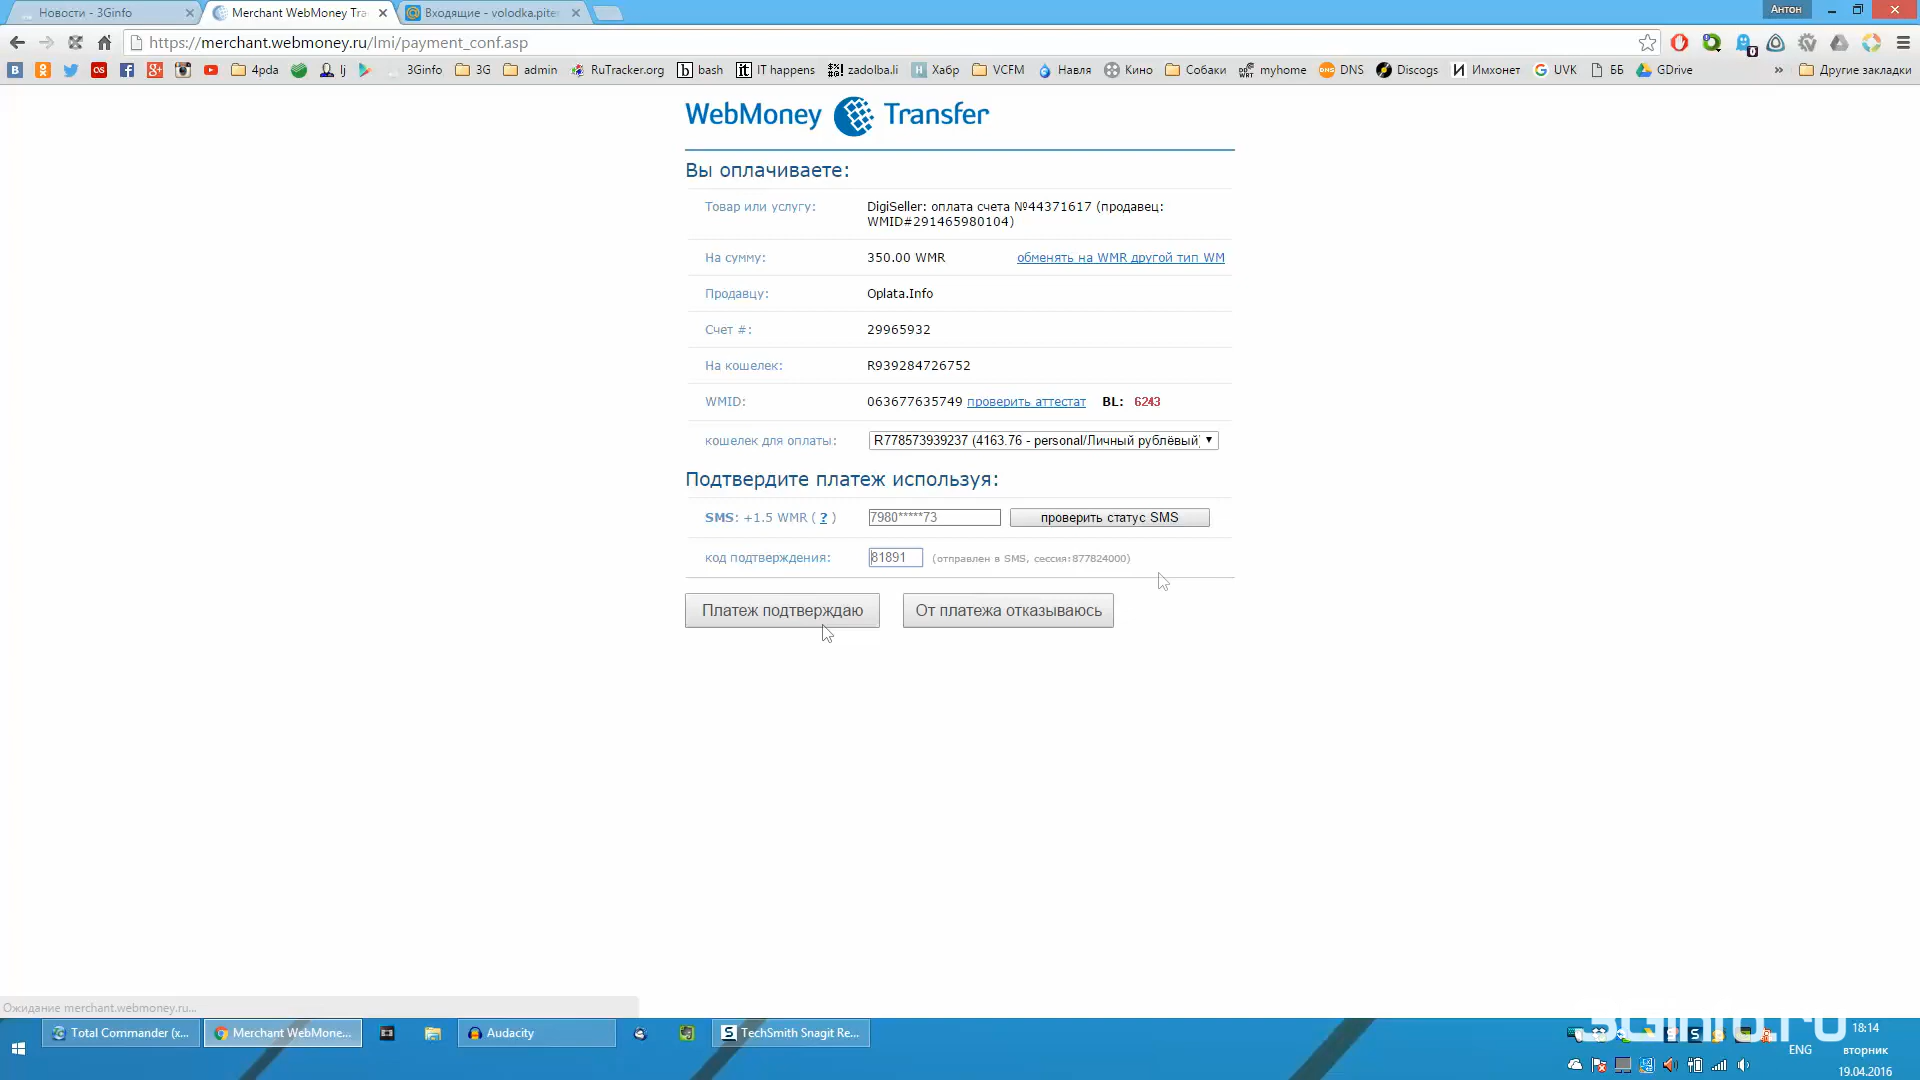 Новости - 3Ginfo
Merchant WebMoney Tra
Входящие - volodka.piter
Антон
https://merchant.webmoney.ru/lmi/payment_conf.asp
4pda
lj
3Ginfo
3G
admin
RuTracker.org
bash
IT happens
zadolba.li
Хабр
VCFM
Навля
Кино
Собаки
myhome
DNS
Discogs
Имхонет
UVK
ББ
GDrive
»
Другие закладки
WebMoney Transfer
Вы оплачиваете:
Товар или услугу: DigiSeller: оплата счета №44371617 (продавец:
WMID#291465980104)
На сумму: 350.00 WMR обменять на WMR другой тип WM
Продавцу: Oplata.Info
Счет #: 29965932
На кошелек: R939284726752
WMID: 063677635749 проверить аттестат BL: 6243
кошелек для оплаты: R778573939237 (4163.76 - personal/Личный рублёвый)
Подтвердите платеж используя:
SMS: +1.5 WMR ( ? ) 7980*****73 проверить статус SMS
код подтверждения: 81891 (отправлен в SMS, сессия:877824000)
Платеж подтверждаю От платежа отказываюсь
Ожидание merchant.webmoney.ru...
Total Commander (x...
Merchant WebMone...
Audacity
TechSmith Snagit Re...
3Ginfo.ru
18:14
ENG
вторник
19.04.2016